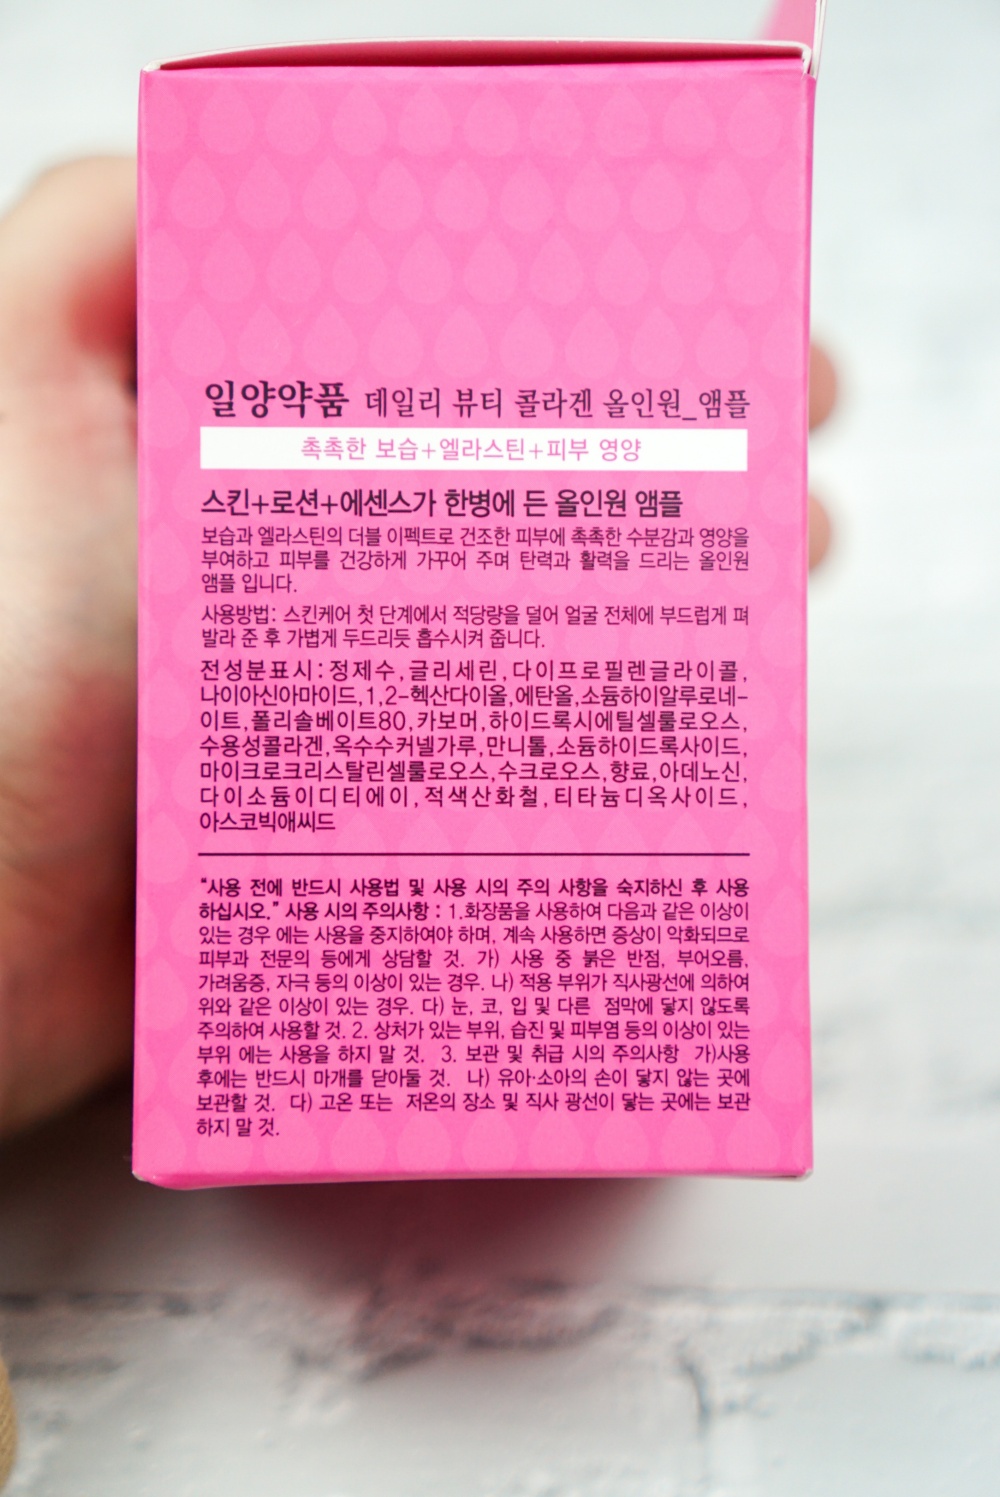 일양약품 데일리 뷰티 콜라겐 올인원_앰플
촉촉한 보습+엘라스틴+피부 영양
스킨+로션+에센스가 한병에 든 올인원 앰플
보습과 엘라스틴의 더블 이펙트로 건조한 피부에 촉촉한 수분감과 영양을
부여하고 피부를 건강하게 가꾸어 주며 탄력과 활력을 드리는 올인원
앰플 입니다.
사용방법: 스킨케어 첫 단계에서 적당량을 덜어 얼굴 전체에 부드럽게 펴
발라 준 후 가볍게 두드리듯 흡수시켜 줍니다.
전성분표시:정제수,글리세린,다이프로필렌글라이콜,
나이아신아마이드,1,2-헥산다이올,에탄올,소듐하이알루로네-
이트,폴리솔베이트80,카보머,하이드록시에틸셀룰로오스,
수용성콜라겐,옥수수커넬가루,만니톨,소듐하이드록사이드,
마이크로크리스탈린셀룰로오스,수크로오스,향료,아데노신,
다이소듐이디티에이,적색산화철,티타늄디옥사이드,
아스코빅애씨드
“사용 전에 반드시 사용법 및 사용 시의 주의 사항을 숙지하신 후 사용
하십시오.” 사용 시의 주의사항 : 1.화장품을 사용하여 다음과 같은 이상이
있는 경우 에는 사용을 중지하여야 하며, 계속 사용하면 증상이 악화되므로
피부과 전문의 등에게 상담할 것. 가) 사용 중 붉은 반점, 부어오름,
가려움증, 자극 등의 이상이 있는 경우. 나) 적용 부위가 직사광선에 의하여
위와 같은 이상이 있는 경우. 다) 눈, 코, 입 및 다른 점막에 닿지 않도록
주의하여 사용할 것. 2. 상처가 있는 부위, 습진 및 피부염 등의 이상이 있는
부위 에는 사용을 하지 말 것. 3. 보관 및 취급 시의 주의사항 가)사용
후에는 반드시 마개를 닫아둘 것. 나) 유아·소아의 손이 닿지 않는 곳에
보관할 것. 다) 고온 또는 저온의 장소 및 직사 광선이 닿는 곳에는 보관
하지 말 것.